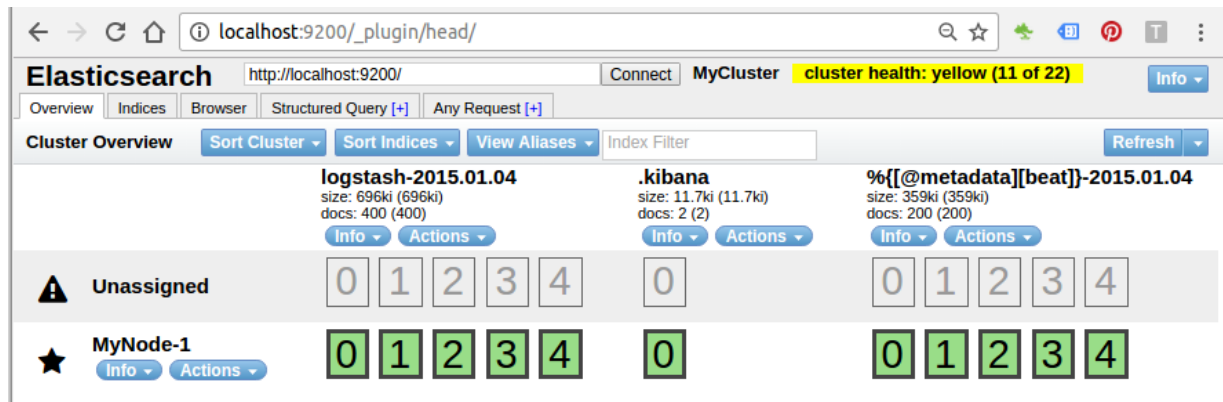 localhost:9200/_plugin/head/
T
Elasticsearch http://localhost:9200/ Connect MyCluster cluster health: yellow (11 of 22) Info
Overview Indices Browser Structured Query [+] Any Request [+]
Cluster Overview Sort Cluster Sort Indices View Aliases Index Filter Refresh
logstash-2015.01.04 .kibana %{[@metadata][beat]}-2015.01.04
size: 696ki (696ki) size: 11.7ki (11.7ki) size: 359ki (359ki)
docs: 400 (400) docs: 2 (2) docs: 200 (200)
Info Actions Info Actions Info Actions
Unassigned 0 1 2 3 4 0 0 1 2 3 4
MyNode-1 0 1 2 3 4 0 0 1 2 3 4
Info Actions